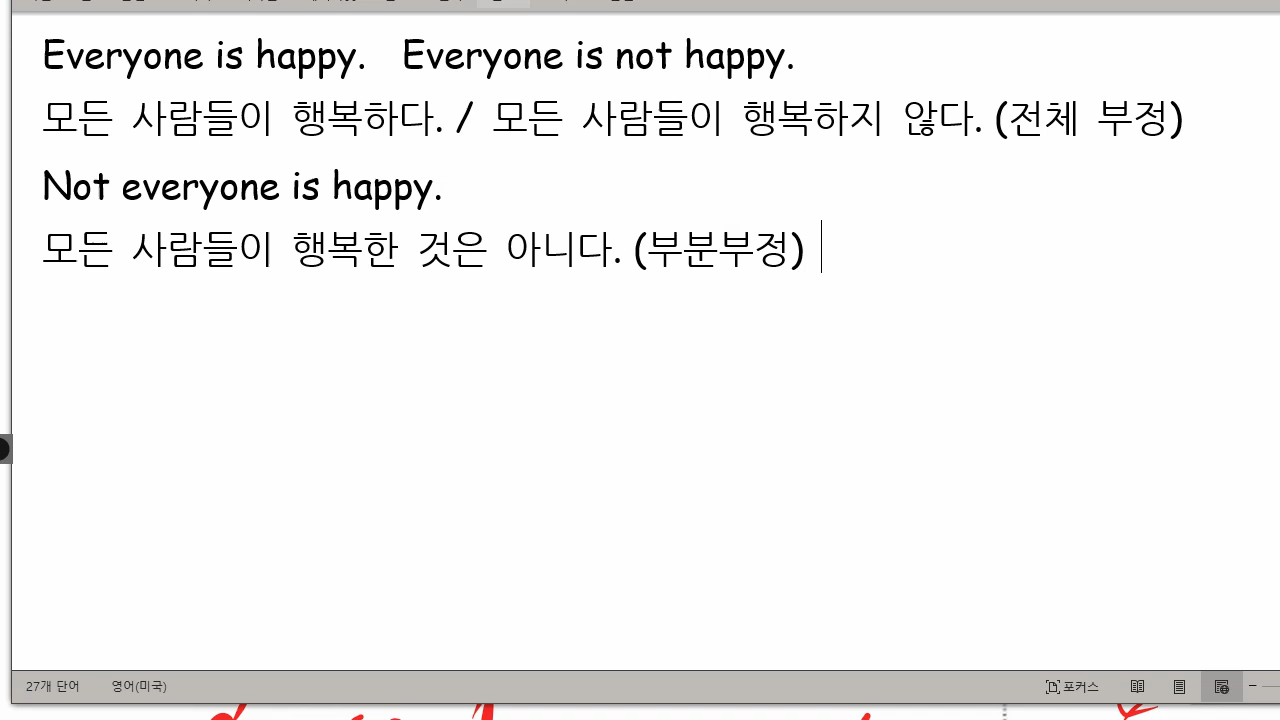 Everyone is happy. Everyone is not happy.
모든 사람들이 행복하다. / 모든 사람들이 행복하지 않다. (전체 부정)
Not everyone is happy.
모든 사람들이 행복한 것은 아니다. (부분부정)
27개 단어 영어(미국) 포커스